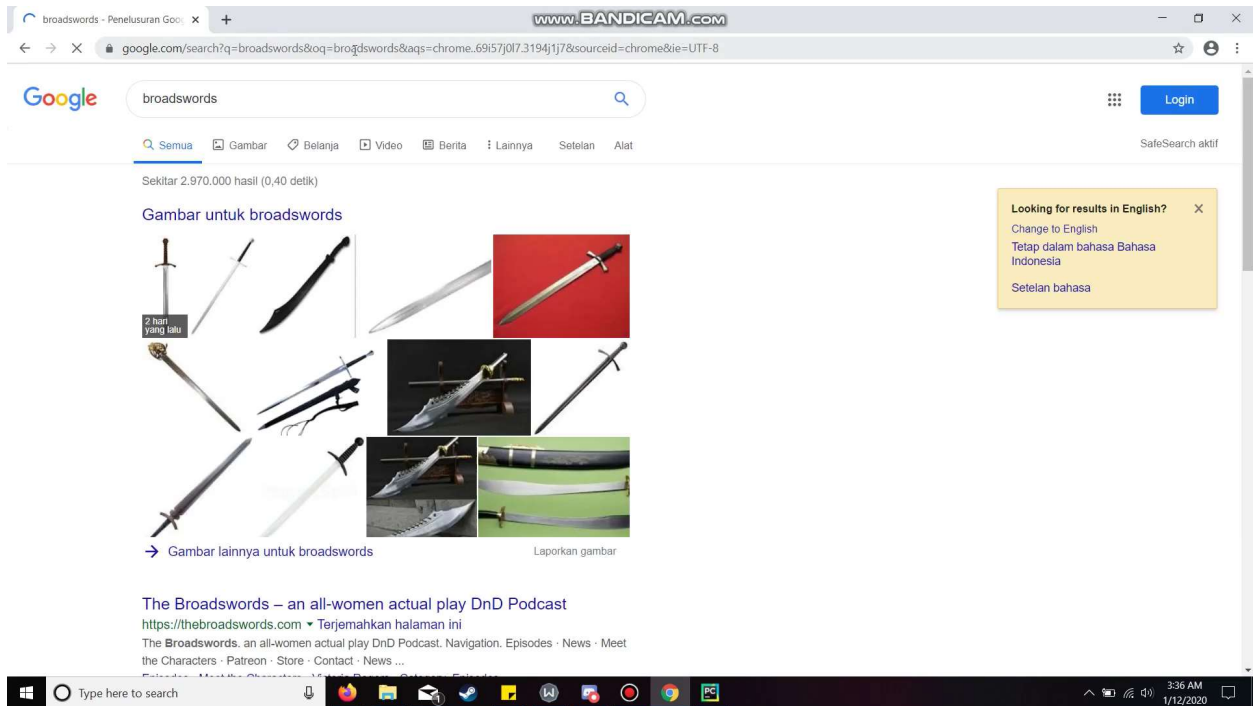 broadswords - Penelusuran Goo
www.BANDICAM.com
google.com/search?q=broadswords&oq=broadswords&aqs=chrome..69i57j0l7.3194j1j7&sourceid=chrome&ie=UTF-8
Google
broadswords
Login
Semua
Gambar
Belanja
Video
Berita
Lainnya
Setelan
Alat
SafeSearch aktif
Sekitar 2.970.000 hasil (0,40 detik)
Looking for results in English?
Change to English
Tetap dalam bahasa Bahasa
Indonesia
Setelan bahasa
Gambar untuk broadswords
2 hari
yang lalu
Gambar lainnya untuk broadswords
Laporkan gambar
The Broadswords – an all-women actual play DnD Podcast
https://thebroadswords.com ▾ Terjemahkan halaman ini
The Broadswords. an all-women actual play DnD Podcast. Navigation. Episodes · News · Meet
the Characters · Patreon · Store · Contact · News ...
Type here to search
PC
3:36 AM
1/12/2020